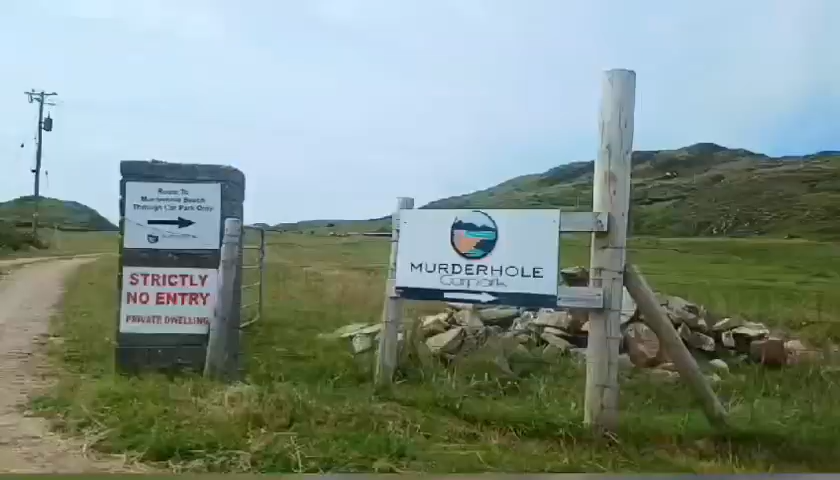 Route To
Murderhole Beach
Through Car Park Only
STRICTLY
NO ENTRY
PRIVATE DWELLING
MURDERHOLE
Carpark